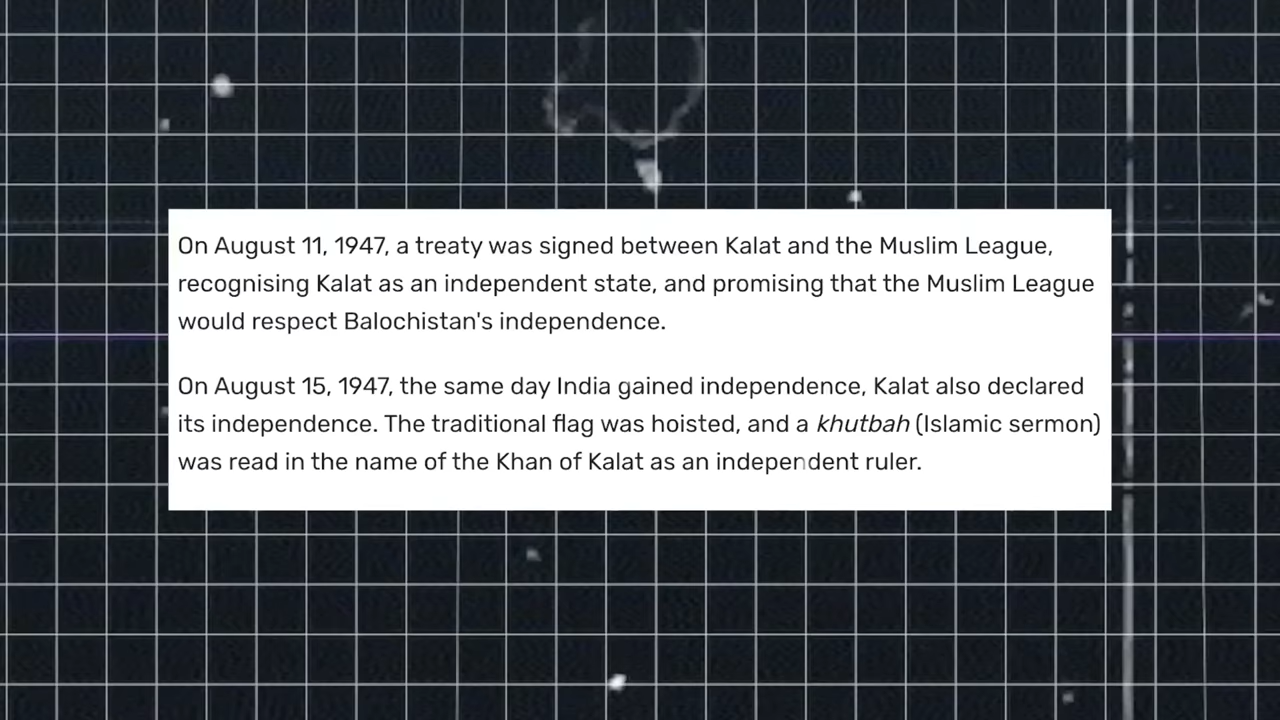 On August 11, 1947, a treaty was signed between Kalat and the Muslim League,
recognising Kalat as an independent state, and promising that the Muslim League
would respect Balochistan's independence.
On August 15, 1947, the same day India gained independence, Kalat also declared
its independence. The traditional flag was hoisted, and a khutbah (Islamic sermon)
was read in the name of the Khan of Kalat as an independent ruler.